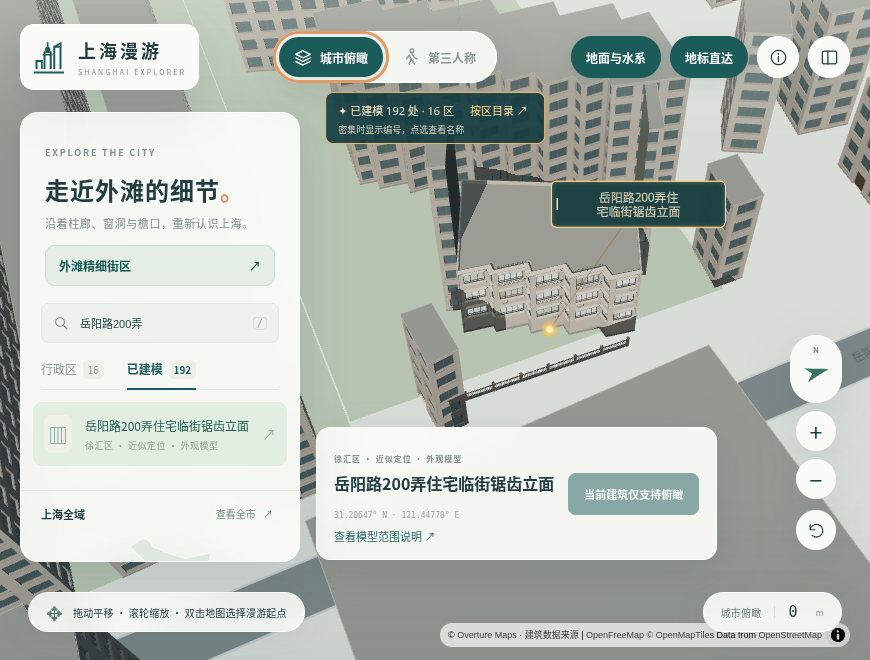 上海漫游
SHANGHAI EXPLORER
城市俯瞰
第三人称
地面与水系
地标直达
✦ 已建模 192 处 · 16 区 按区目录 ↗
密集时显示编号，点选查看名称
EXPLORE THE CITY
走近外滩的细节。
沿着柱廊、窗洞与檐口，重新认识上海。
外滩精细街区 ↗
岳阳路200弄 /
行政区 16 已建模 192
岳阳路200弄住宅临街锯齿立面
徐汇区 · 近似定位 · 外观模型
上海全域 查看全市 ↗
岳阳路200弄住
宅临街锯齿立面
N
徐汇区 · 近似定位 · 外观模型
岳阳路200弄住宅临街锯齿立面
31.20647° N · 121.44778° E
查看模型范围说明 ↗
当前建筑仅支持俯瞰
拖动平移 · 滚轮缩放 · 双击地图选择漫游起点
城市俯瞰 0 m
© Overture Maps · 建筑数据来源 | OpenFreeMap © OpenMapTiles Data from OpenStreetMap